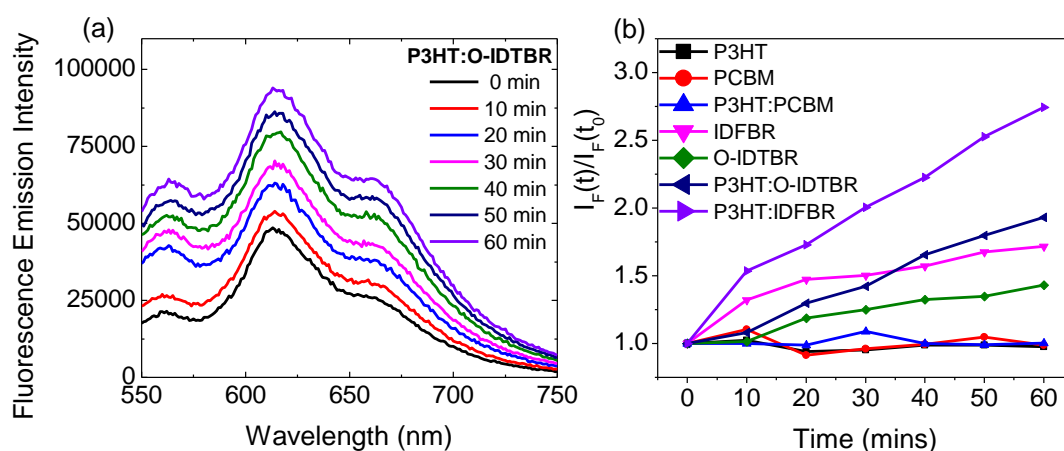 (a)
P3HT:O-IDTBR
0 min
10 min
20 min
30 min
40 min
50 min
60 min
Fluorescence Emission Intensity
100000
75000
50000
25000
0
550 600 650 700 750
Wavelength (nm)
(b)
P3HT
PCBM
P3HT:PCBM
IDFBR
O-IDTBR
P3HT:O-IDTBR
P3HT:IDFBR
I_F(t)/I_F(t_0)
3.0
2.5
2.0
1.5
1.0
0 10 20 30 40 50 60
Time (mins)